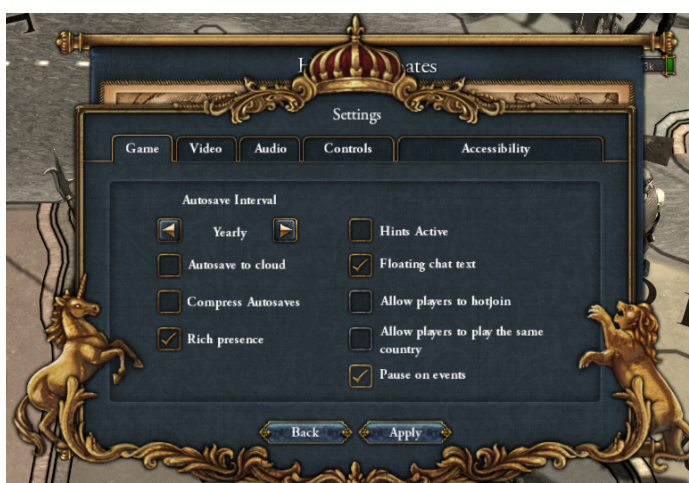 Settings
Game
Video
Audio
Controls
Accessibility
Autosave Interval
Yearly
Autosave to cloud
Compress Autosaves
Rich presence
Hints Active
Floating chat text
Allow players to hotjoin
Allow players to play the same
country
Pause on events
Back
Apply